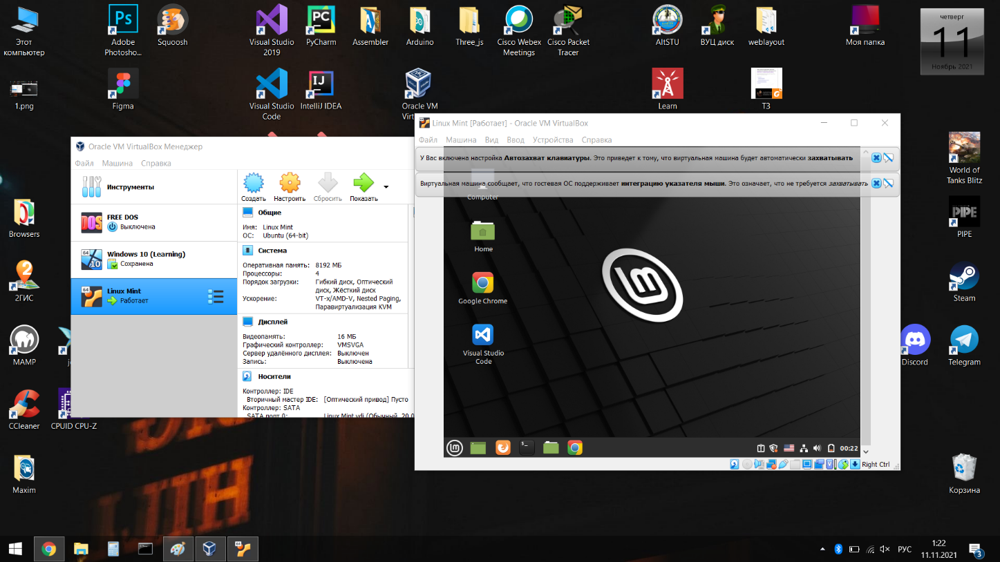 Этот
компьютер
Ps
Adobe
Photosho...
Squoosh
Visual Studio
2019
PC
PyCharm
Assembler
Arduino
Three_js
Cisco Webex
Meetings
Cisco Packet
Tracer
AltSTU
ВУЦ диск
weblayout
Моя папка
четверг
11
Ноябрь 2021
1.png
Figma
Visual Studio
Code
IJ
IntelliJ IDEA
Oracle VM
Learn
ТЗ
World of
Tanks Blitz
Browsers
PIPE
PIPE
2
2ГИС
Steam
MAMP
Discord
Telegram
CCleaner
CPUID CPU-Z
Maxim
Корзина
Oracle VM VirtualBox Менеджер
Файл Машина Справка
Инструменты
Создать Настроить Сбросить Показать
DOS
FREE DOS
Выключена
64
10
Windows 10 (Learning)
Сохранена
64
Linux Mint
Работает
Общие
Имя: Linux Mint
ОС: Ubuntu (64-bit)
Система
Оперативная память: 8192 МБ
Процессоры: 4
Порядок загрузки: Гибкий диск, Оптический
диск, Жёсткий диск
Ускорение: VT-x/AMD-V, Nested Paging,
Паравиртуализация KVM
Дисплей
Видеопамять: 16 МБ
Графический контроллер: VMSVGA
Сервер удалённого дисплея: Выключен
Запись: Выключена
Носители
Контроллер: IDE
Вторичный мастер IDE: [Оптический привод] Пусто
Контроллер: SATA
SATA порт 0: Linux Mint.vdi (Обычный, 20,0
Linux Mint [Работает] - Oracle VM VirtualBox
Файл Машина Вид Ввод Устройства Справка
У Вас включена настройка Автозахват клавиатуры. Это приведет к тому, что виртуальная машина будет автоматически захватывать
Виртуальная машина сообщает, что гостевая ОС поддерживает интеграцию указателя мыши. Это означает, что не требуется захватывать
Computer
Home
Google Chrome
Visual Studio
Code
00:22
Right Ctrl
РУС
1:22
11.11.2021
3